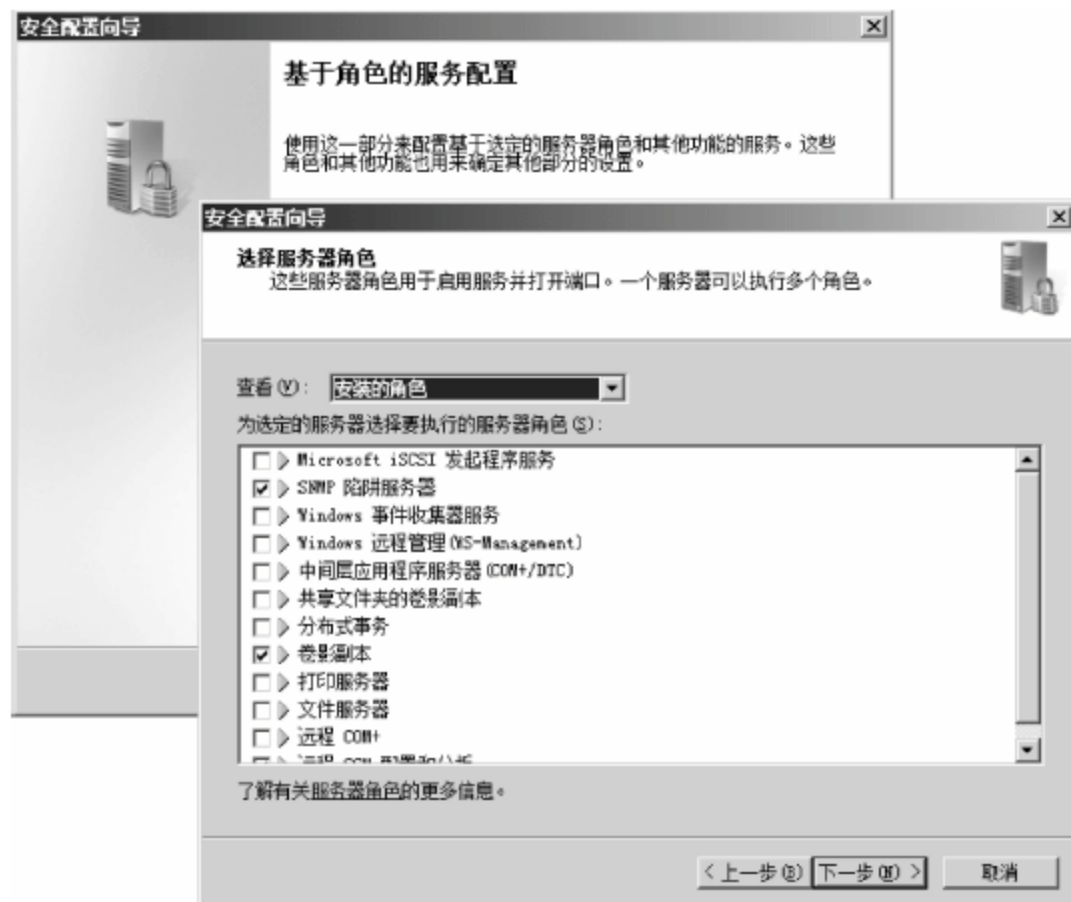 安全配置向导
基于角色的服务配置
使用这一部分来配置基于选定的服务器角色和其他功能的服务。这些
角色和其他功能也用来确定其他部分的设置。
安全配置向导
选择服务器角色
这些服务器角色用于启用服务并打开端口。一个服务器可以执行多个角色。
查看(V): 安装的角色
为选定的服务器选择要执行的服务器角色(S):
Microsoft iSCSI 发起程序服务
SNMP 陷阱服务器
Windows 事件收集器服务
Windows 远程管理(WS-Management)
中间层应用程序服务器(COM+/DTC)
共享文件夹的卷影副本
分布式事务
卷影副本
打印服务器
文件服务器
远程 COM+
远程 COM 配置和分析
了解有关服务器角色的更多信息。
<上一步(B) 下一步(N)> 取消